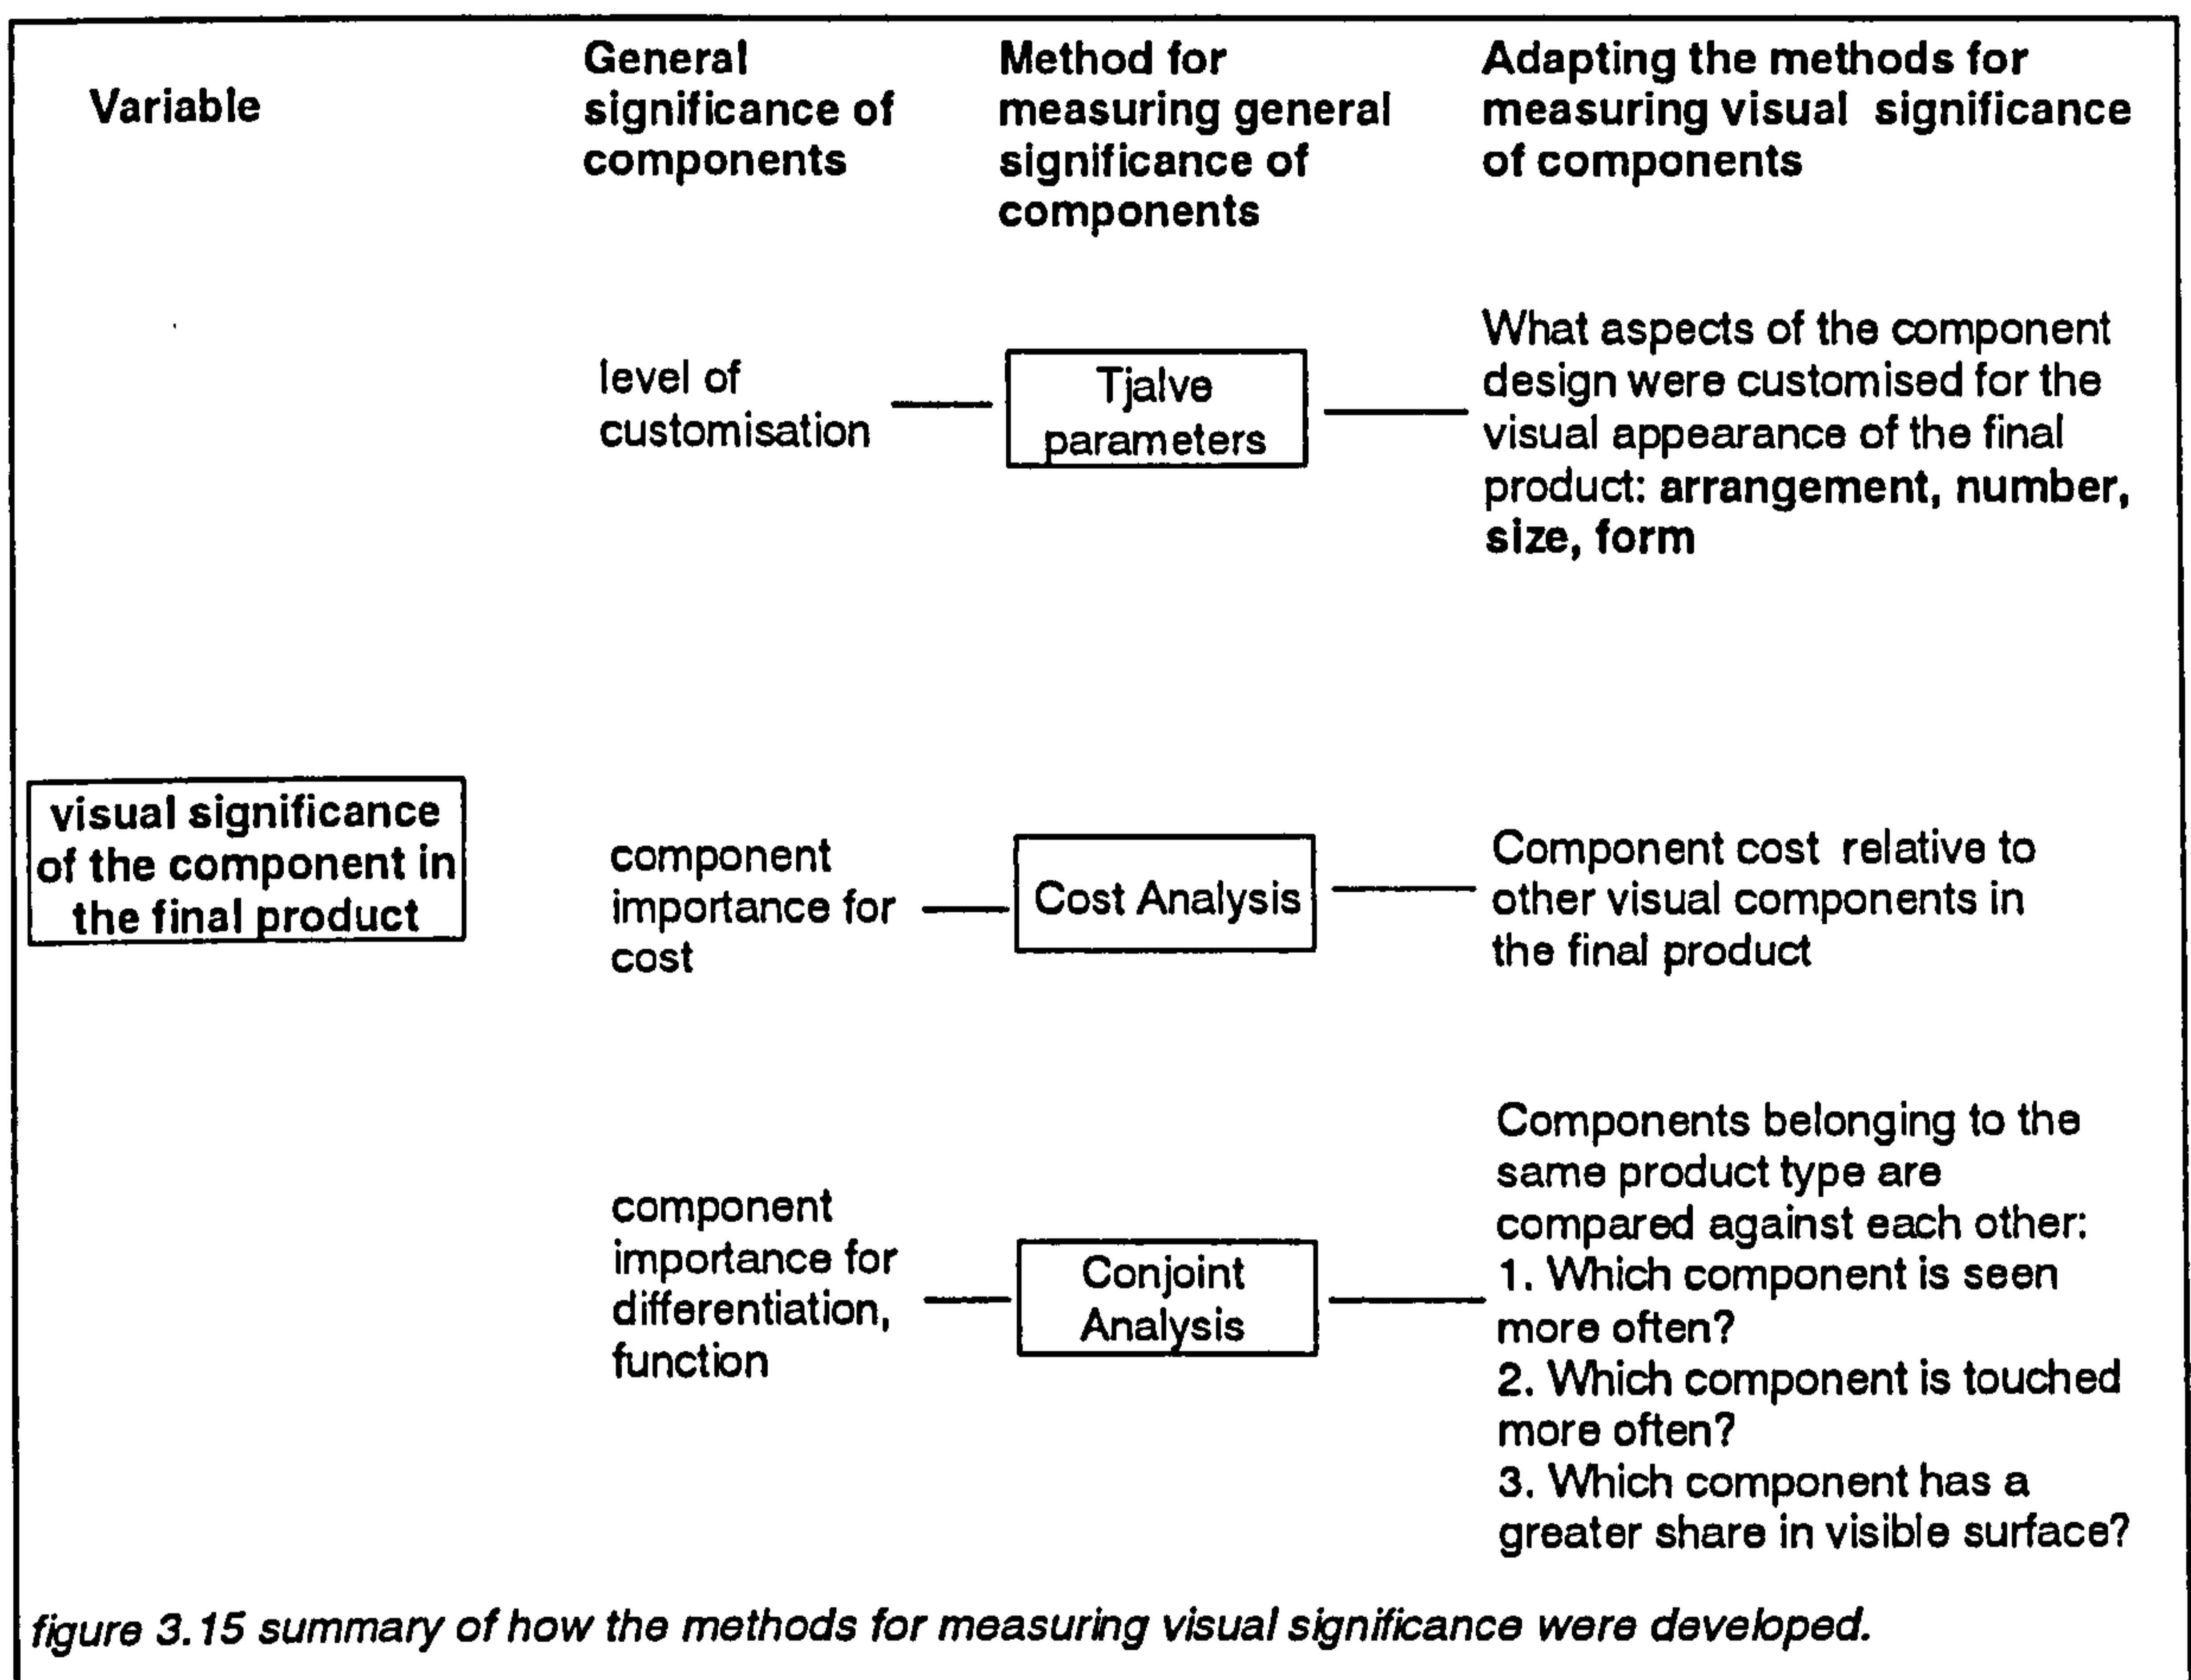 Variable
General
significance of
components
Method for
measuring general
significance of
components
Adapting the methods for
measuring visual significance
of components
level of
customisation
Tjalve
parameters
What aspects of the component
design were customised for the
visual appearance of the final
product: arrangement, number,
size, form
visual significance
of the component in
the final product
component
importance for
cost
Cost Analysis
Component cost relative to
other visual components in
the final product
component
importance for
differentiation,
function
Conjoint
Analysis
Components belonging to the
same product type are
compared against each other:
1. Which component is seen
more often?
2. Which component is touched
more often?
3. Which component has a
greater share in visible surface?
figure 3.15 summary of how the methods for measuring visual significance were developed.